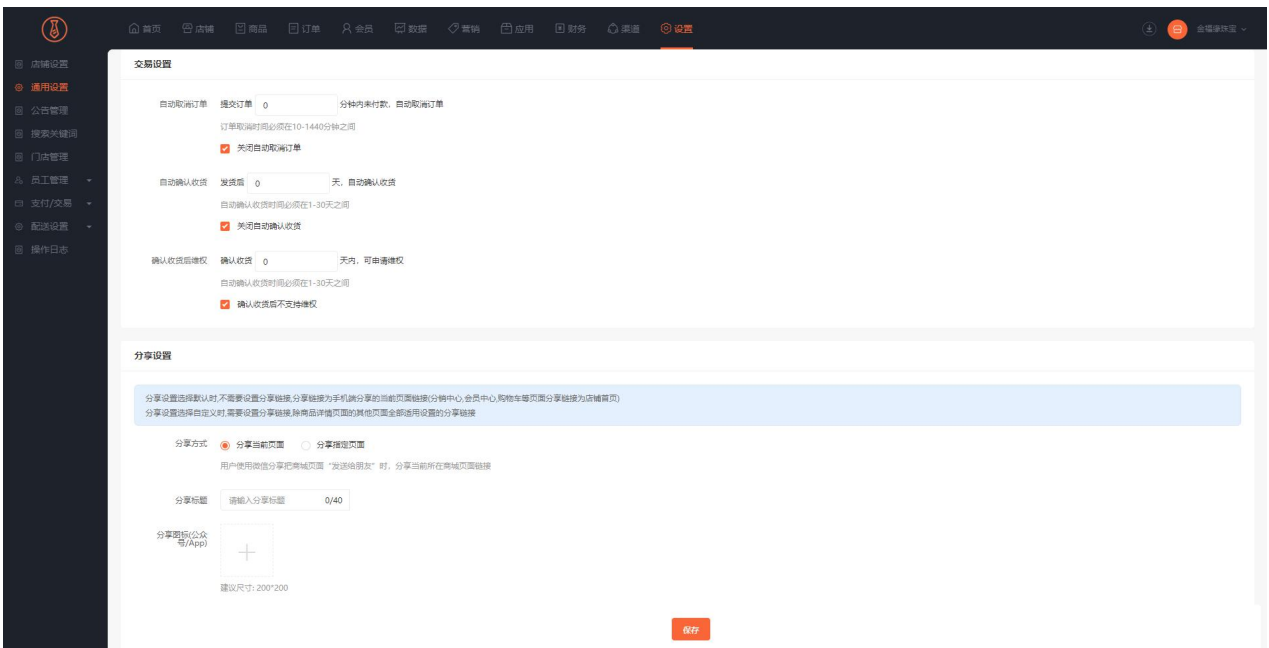 首页 店铺 商品 订单 会员 数据 营销 应用 财务 渠道 设置
店铺设置
通用设置
公告管理
搜索关键词
门店管理
员工管理
支付/交易
配送设置
操作日志
交易设置
自动取消订单 提交订单 0 分钟内未付款，自动取消订单
订单取消时间必须在10-1440分钟之间
关闭自动取消订单
自动确认收货 发货后 0 天，自动确认收货
自动确认收货时间必须在1-30天之间
关闭自动确认收货
确认收货后维权 确认收货 0 天内，可申请维权
自动确认收货时间必须在1-30天之间
确认收货后不支持维权
分享设置
分享设置选择默认时,不需要设置分享链接,分享链接为手机端分享的当前页面链接(分销中心,会员中心,购物车等页面分享链接为店铺首页)
分享设置选择自定义时,需要设置分享链接,除商品详情页面的其他页面全部适用设置的分享链接
分享方式 分享当前页面 分享指定页面
用户使用微信分享把商城页面“发送给朋友”时，分享当前所在商城页面链接
分享标题 请输入分享标题 0/40
分享图标(公众
号/App)
建议尺寸: 200*200
保存